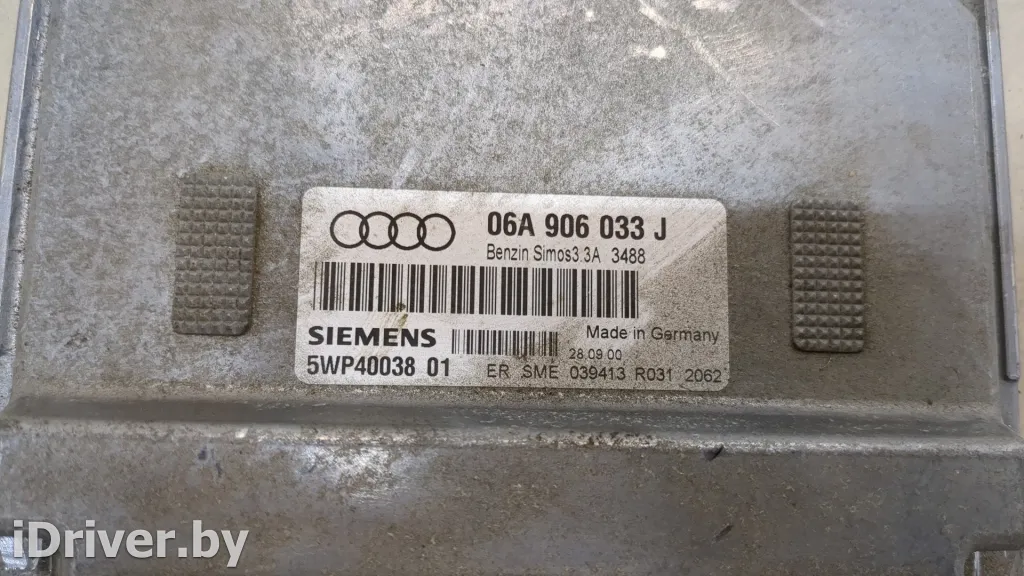 06A 906 033 J
Benzin Simos3.3A 3488
SIEMENS
Made in Germany
28.09.00
5WP40038 01
ER SME 039413 R031 2062
iDriver.by